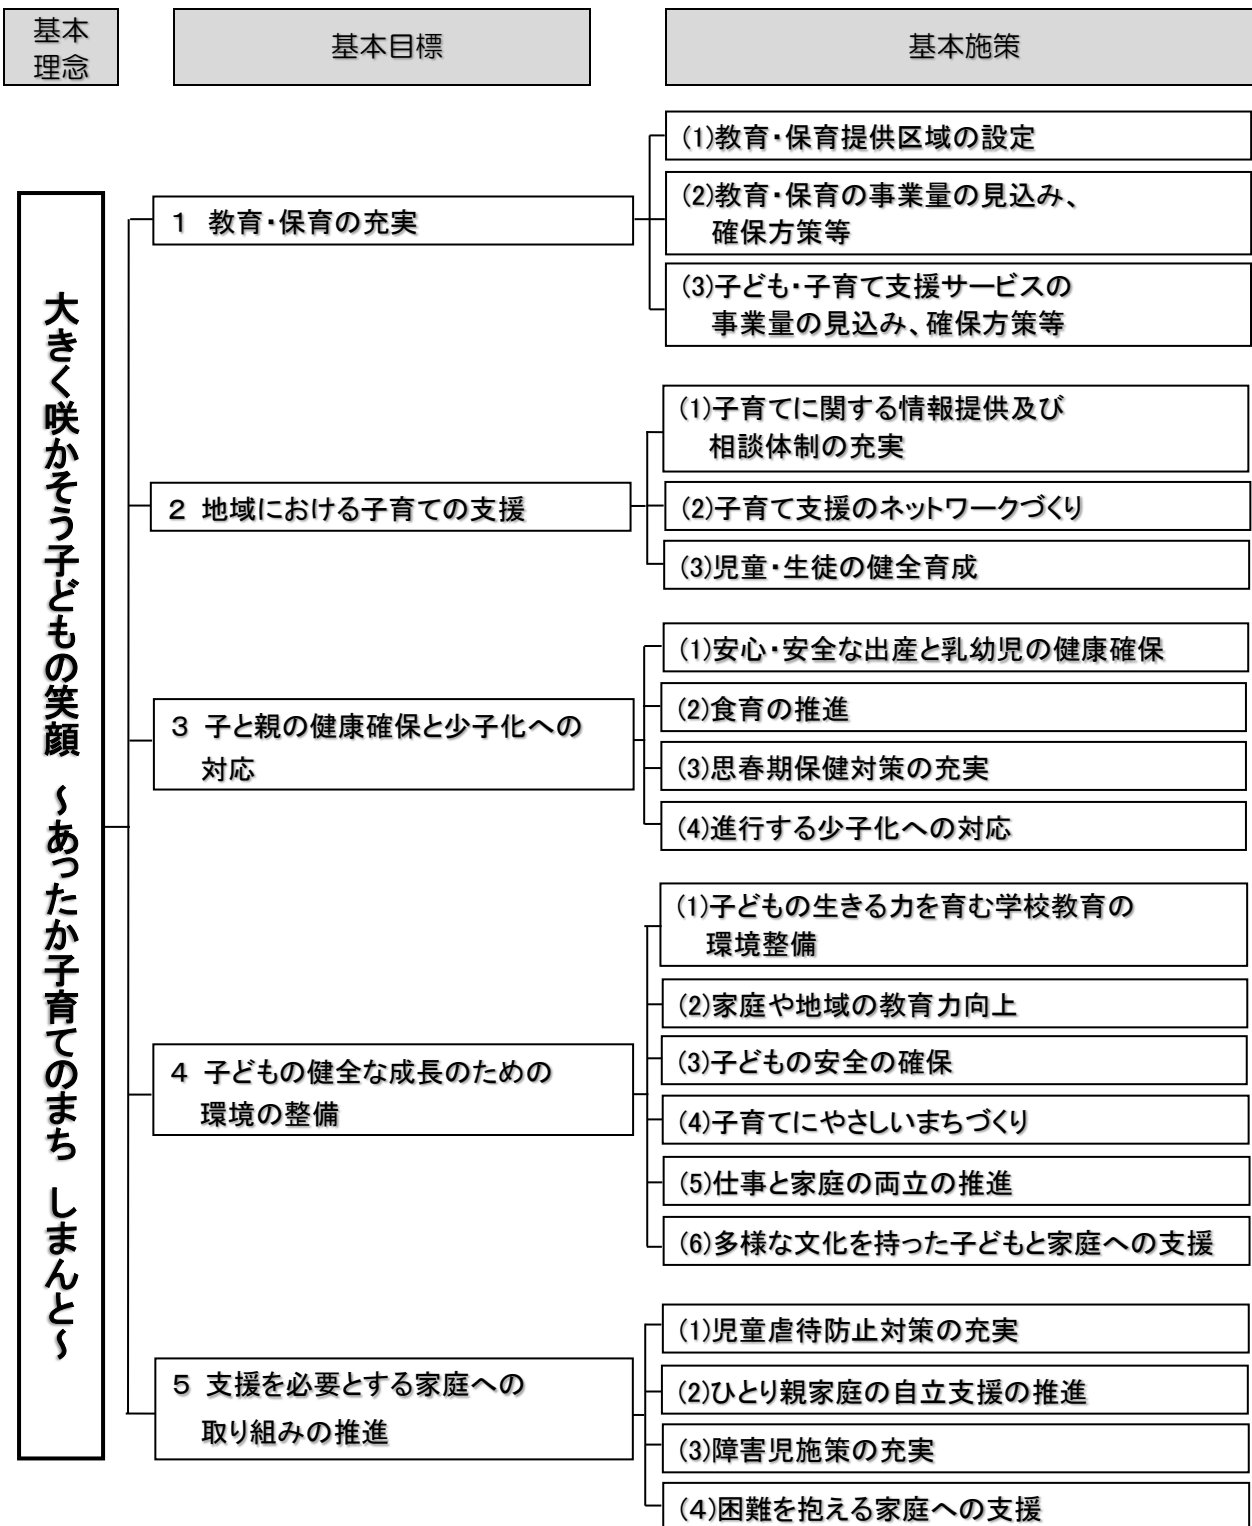 基本
理念
基本目標
基本施策
大きく咲かそう子どもの笑顔 ~あったか子育てのまち しまんと~
1 教育・保育の充実
(1)教育・保育提供区域の設定
(2)教育・保育の事業量の見込み、
確保方策等
(3)子ども・子育て支援サービスの
事業量の見込み、確保方策等
2 地域における子育ての支援
(1)子育てに関する情報提供及び
相談体制の充実
(2)子育て支援のネットワークづくり
(3)児童・生徒の健全育成
3 子と親の健康確保と少子化への
対応
(1)安心・安全な出産と乳幼児の健康確保
(2)食育の推進
(3)思春期保健対策の充実
(4)進行する少子化への対応
4 子どもの健全な成長のための
環境の整備
(1)子どもの生きる力を育む学校教育の
環境整備
(2)家庭や地域の教育力向上
(3)子どもの安全の確保
(4)子育てにやさしいまちづくり
(5)仕事と家庭の両立の推進
(6)多様な文化を持った子どもと家庭への支援
5 支援を必要とする家庭への
取り組みの推進
(1)児童虐待防止対策の充実
(2)ひとり親家庭の自立支援の推進
(3)障害児施策の充実
(4)困難を抱える家庭への支援